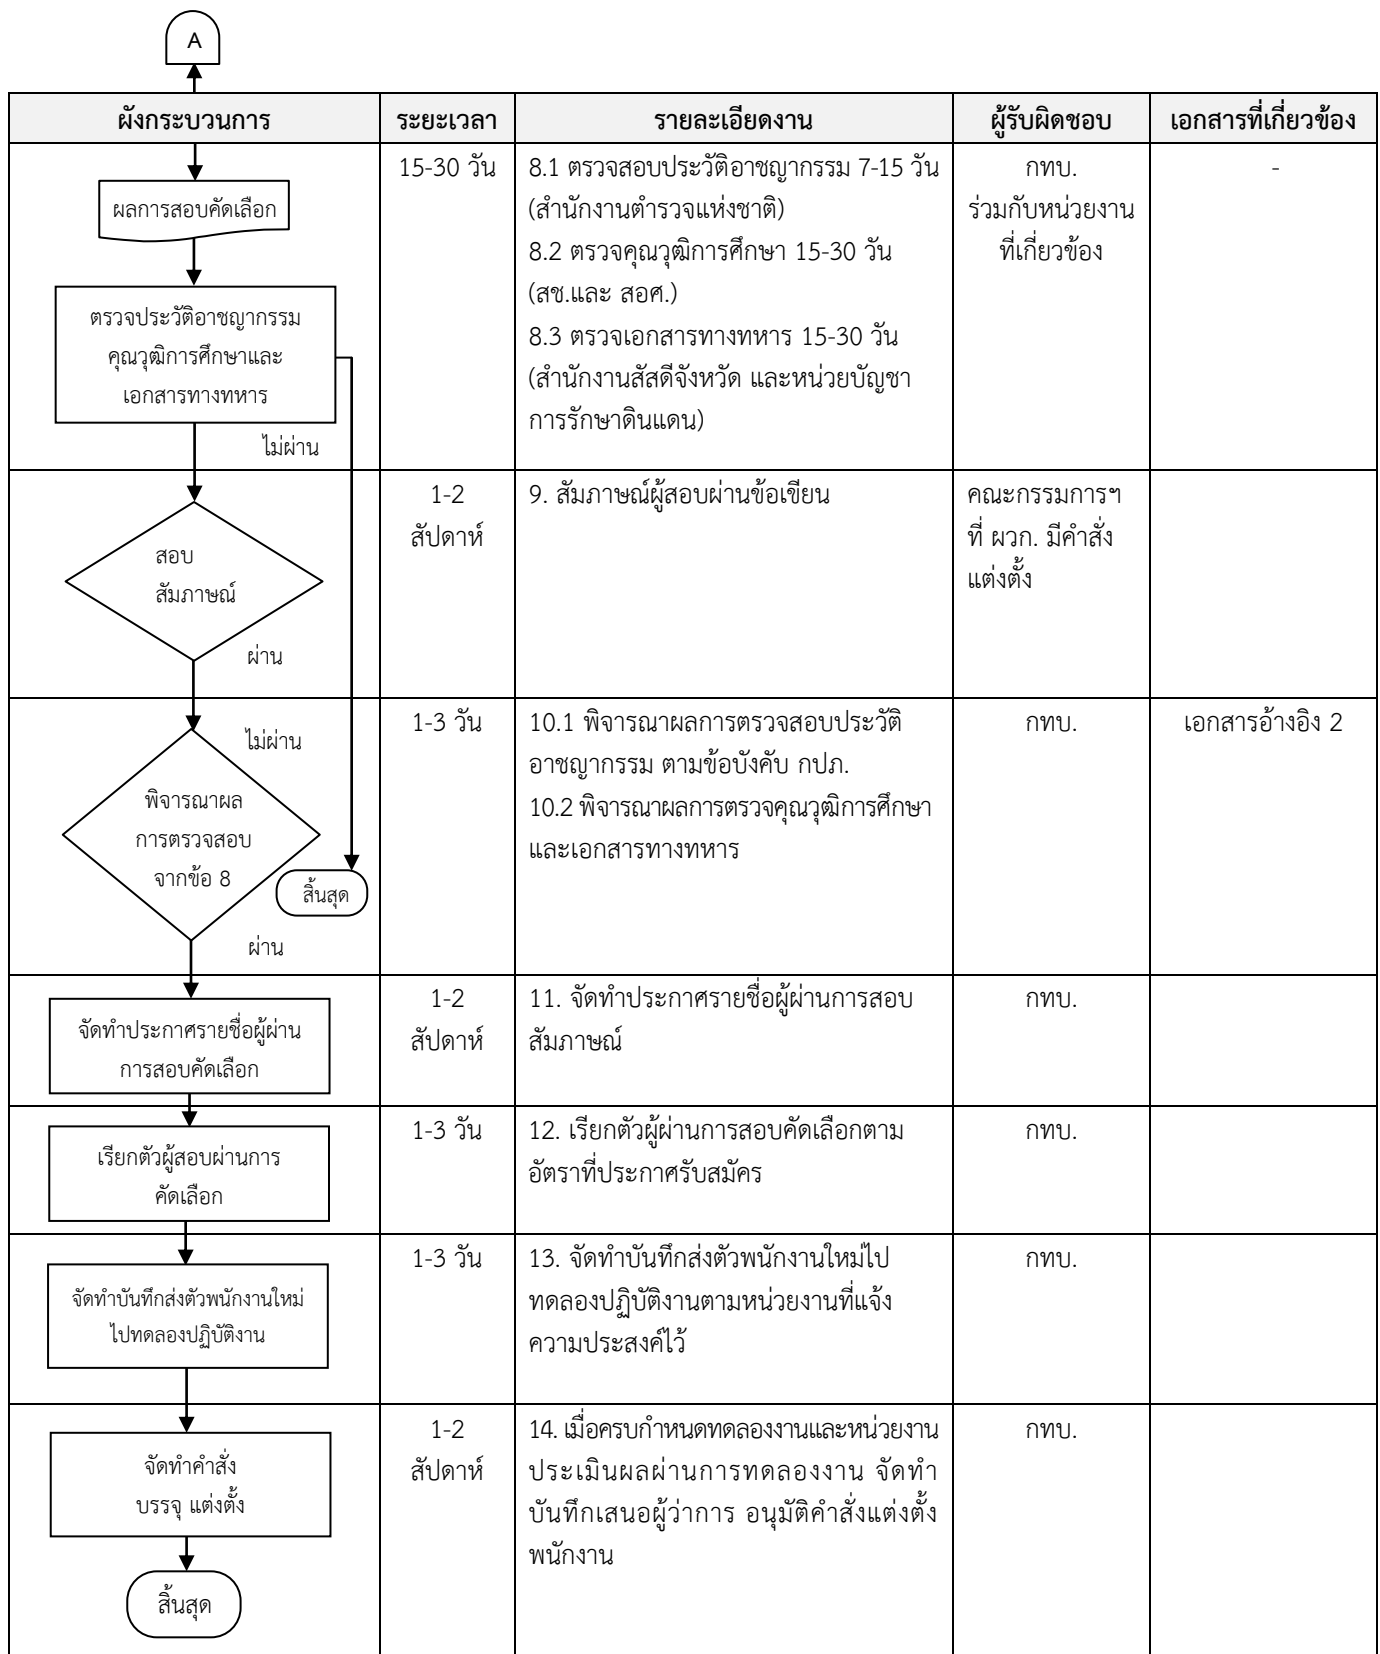 A
ผังกระบวนการ
ระยะเวลา
รายละเอียดงาน
ผู้รับผิดชอบ
เอกสารที่เกี่ยวข้อง
ผลการสอบคัดเลือก
ตรวจประวัติอาชญากรรม
คุณวุฒิการศึกษาและ
เอกสารทางทหาร
ไม่ผ่าน
15-30 วัน
8.1 ตรวจสอบประวัติอาชญากรรม 7-15 วัน
(สำนักงานตำรวจแห่งชาติ)
8.2 ตรวจคุณวุฒิการศึกษา 15-30 วัน
(สช.และ สอศ.)
8.3 ตรวจเอกสารทางทหาร 15-30 วัน
(สำนักงานสัสดีจังหวัด และหน่วยบัญชา
การรักษาดินแดน)
กทบ.
ร่วมกับหน่วยงาน
ที่เกี่ยวข้อง
-
สอบ
สัมภาษณ์
ผ่าน
1-2
สัปดาห์
9. สัมภาษณ์ผู้สอบผ่านข้อเขียน
คณะกรรมการฯ
ที่ ผวก. มีคำสั่ง
แต่งตั้ง
ไม่ผ่าน
พิจารณาผล
การตรวจสอบ
จากข้อ 8
สิ้นสุด
ผ่าน
1-3 วัน
10.1 พิจารณาผลการตรวจสอบประวัติ
อาชญากรรม ตามข้อบังคับ กปภ.
10.2 พิจารณาผลการตรวจคุณวุฒิการศึกษา
และเอกสารทางทหาร
กทบ.
เอกสารอ้างอิง 2
จัดทำประกาศรายชื่อผู้ผ่าน
การสอบคัดเลือก
1-2
สัปดาห์
11. จัดทำประกาศรายชื่อผู้ผ่านการสอบ
สัมภาษณ์
กทบ.
เรียกตัวผู้สอบผ่านการ
คัดเลือก
1-3 วัน
12. เรียกตัวผู้ผ่านการสอบคัดเลือกตาม
อัตราที่ประกาศรับสมัคร
กทบ.
จัดทำบันทึกส่งตัวพนักงานใหม่
ไปทดลองปฏิบัติงาน
1-3 วัน
13. จัดทำบันทึกส่งตัวพนักงานใหม่ไป
ทดลองปฏิบัติงานตามหน่วยงานที่แจ้ง
ความประสงค์ไว้
กทบ.
จัดทำคำสั่ง
บรรจุ แต่งตั้ง
สิ้นสุด
1-2
สัปดาห์
14. เมื่อครบกำหนดทดลองงานและหน่วยงาน
ประเมินผลผ่านการทดลองงาน จัดทำ
บันทึกเสนอผู้ว่าการ อนุมัติคำสั่งแต่งตั้ง
พนักงาน
กทบ.